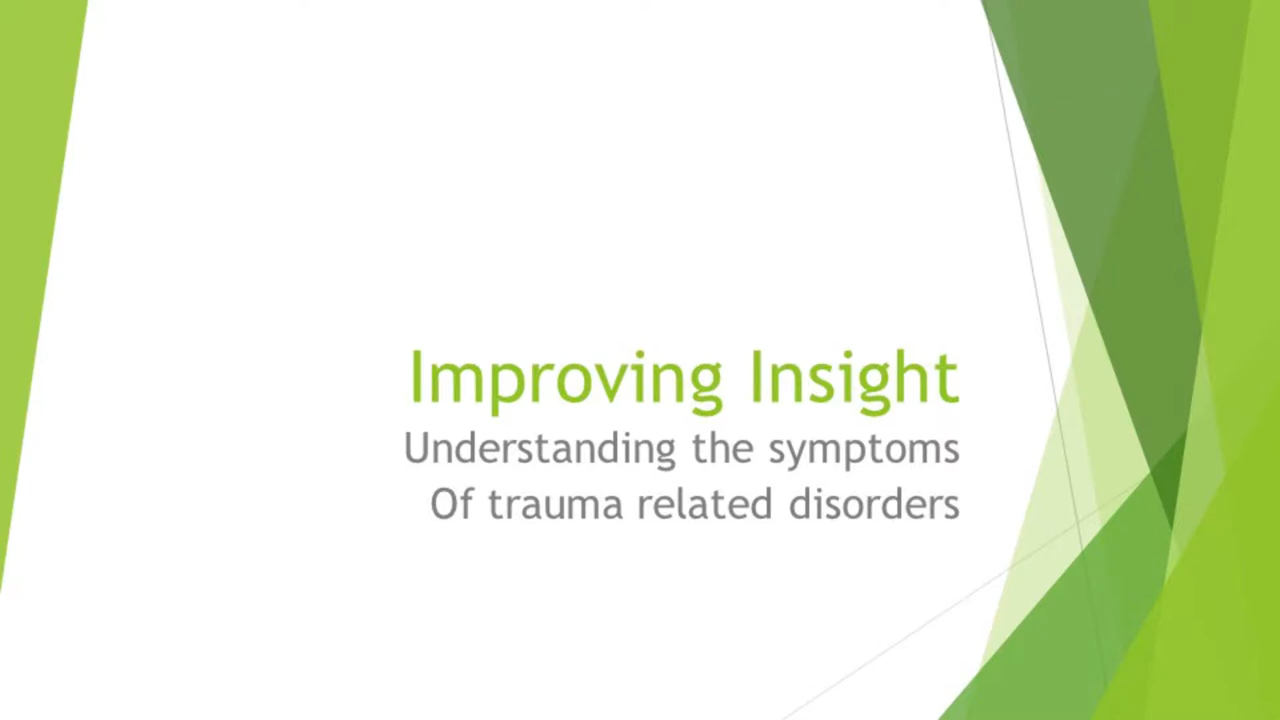 Improving Insight
Understanding the symptoms
Of trauma related disorders